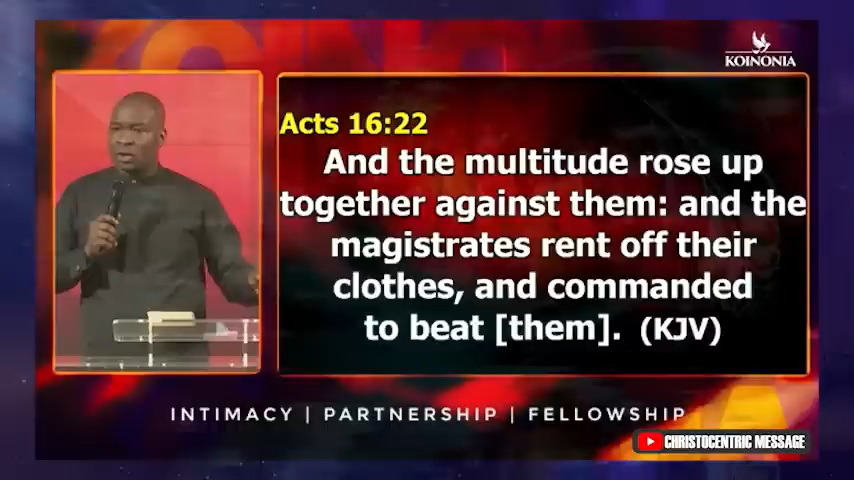 KOINONIA
Acts 16:22
And the multitude rose up
together against them: and the
magistrates rent off their
clothes, and commanded
to beat [them]. (KJV)
INTIMACY | PARTNERSHIP | FELLOWSHIP
CHRISTOCENTRIC MESSAGE